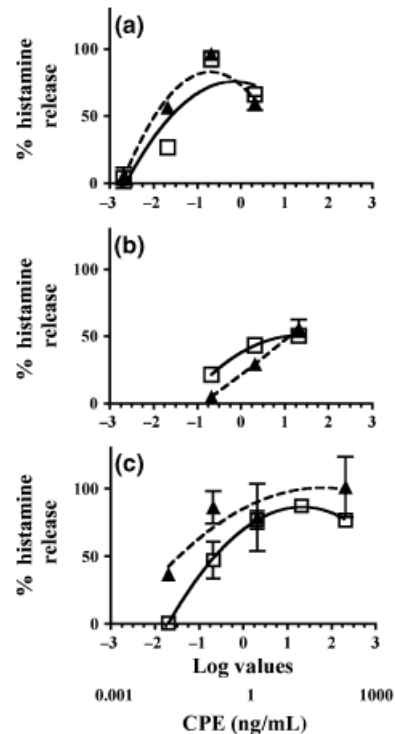 (a)
100
50
0
% histamine
release
−3 −2 −1 0 1 2 3
(b)
100
50
0
% histamine
release
−3 −2 −1 0 1 2 3
(c)
100
50
0
% histamine
release
−3 −2 −1 0 1 2 3
Log values
0.001 1 1000
CPE (ng/mL)